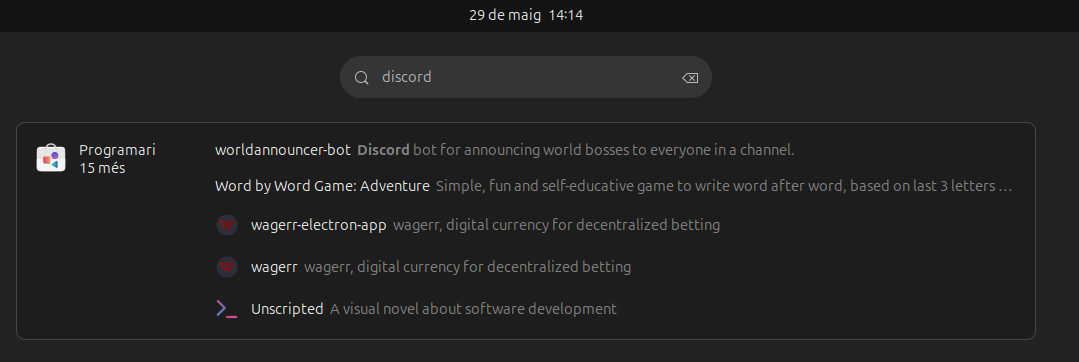 29 de maig 14:14
discord
Programari
15 més
worldannouncer-bot Discord bot for announcing world bosses to everyone in a channel.
Word by Word Game: Adventure Simple, fun and self-educative game to write word after word, based on last 3 letters …
wagerr-electron-app wagerr, digital currency for decentralized betting
wagerr wagerr, digital currency for decentralized betting
Unscripted A visual novel about software development